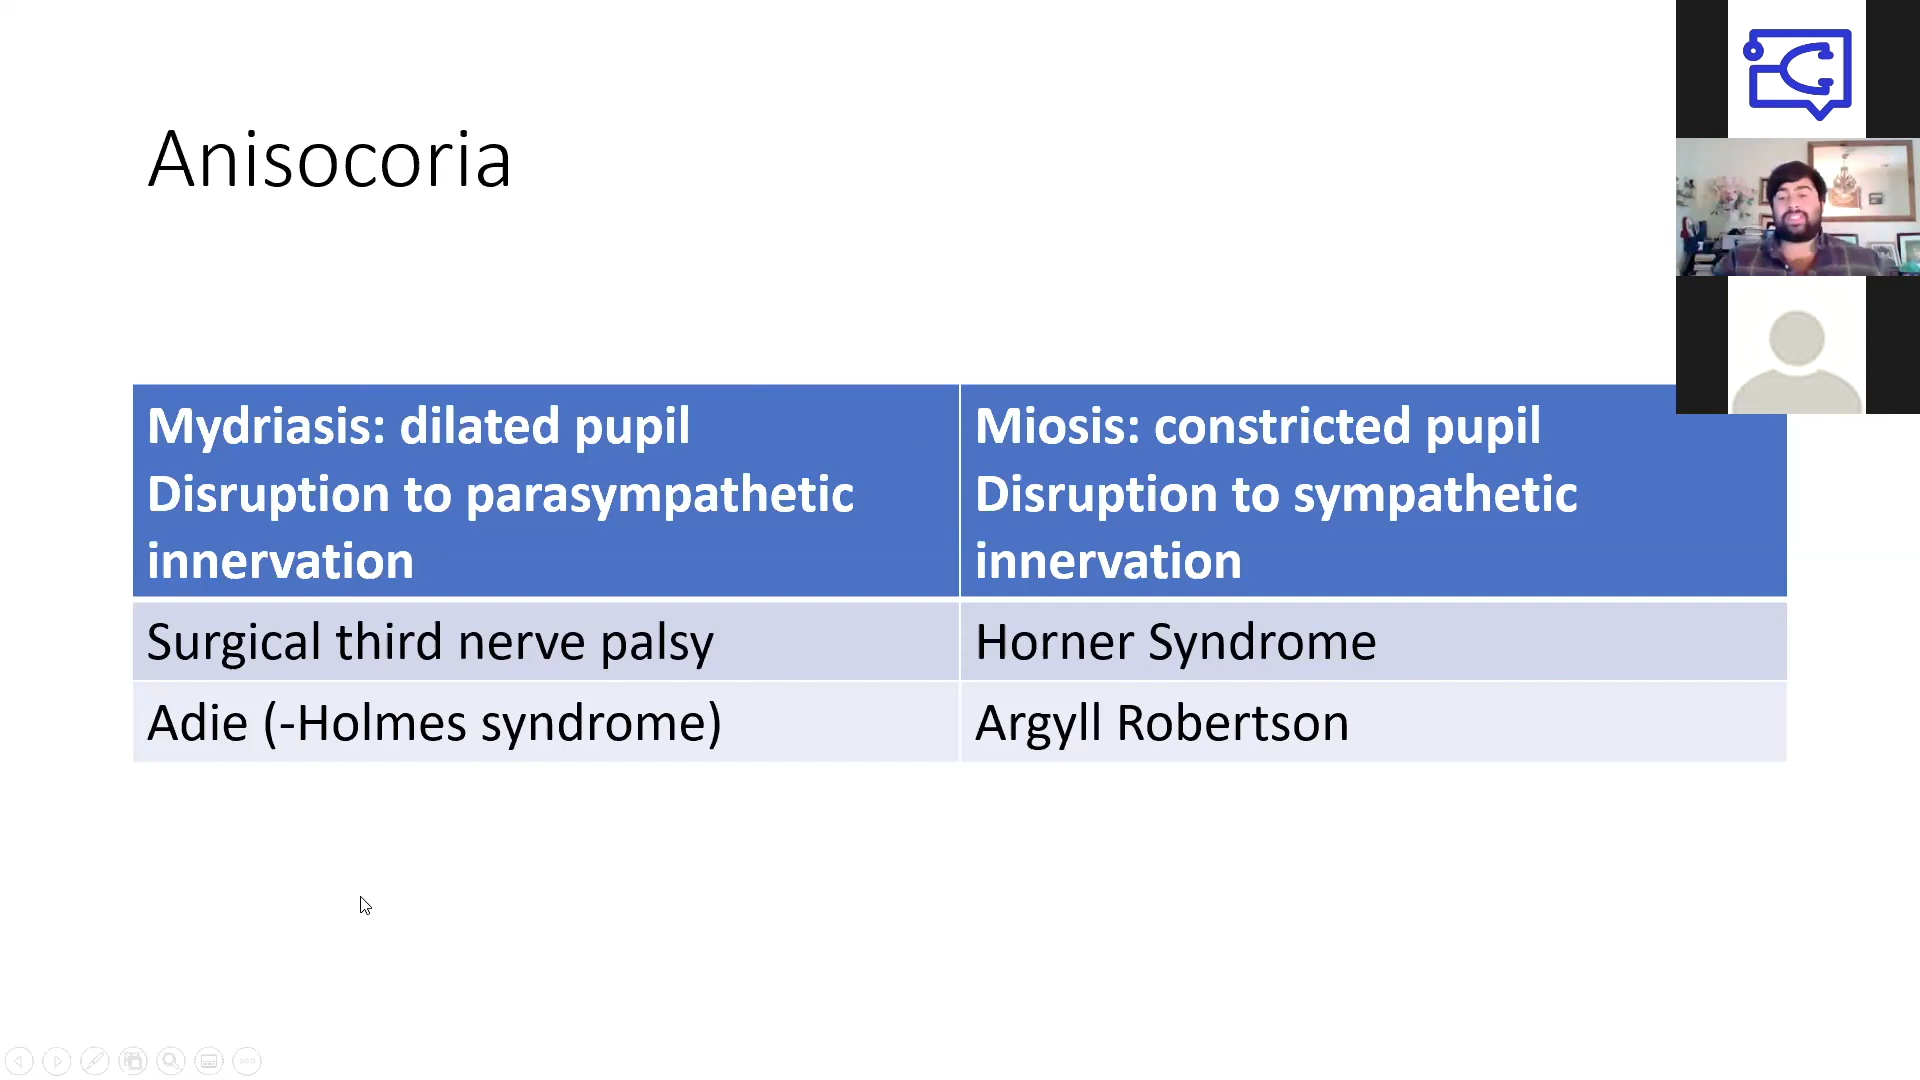 Anisocoria
Mydriasis: dilated pupil
Disruption to parasympathetic
innervation
Miosis: constricted pupil
Disruption to sympathetic
innervation
Surgical third nerve palsy
Horner Syndrome
Adie (-Holmes syndrome)
Argyll Robertson